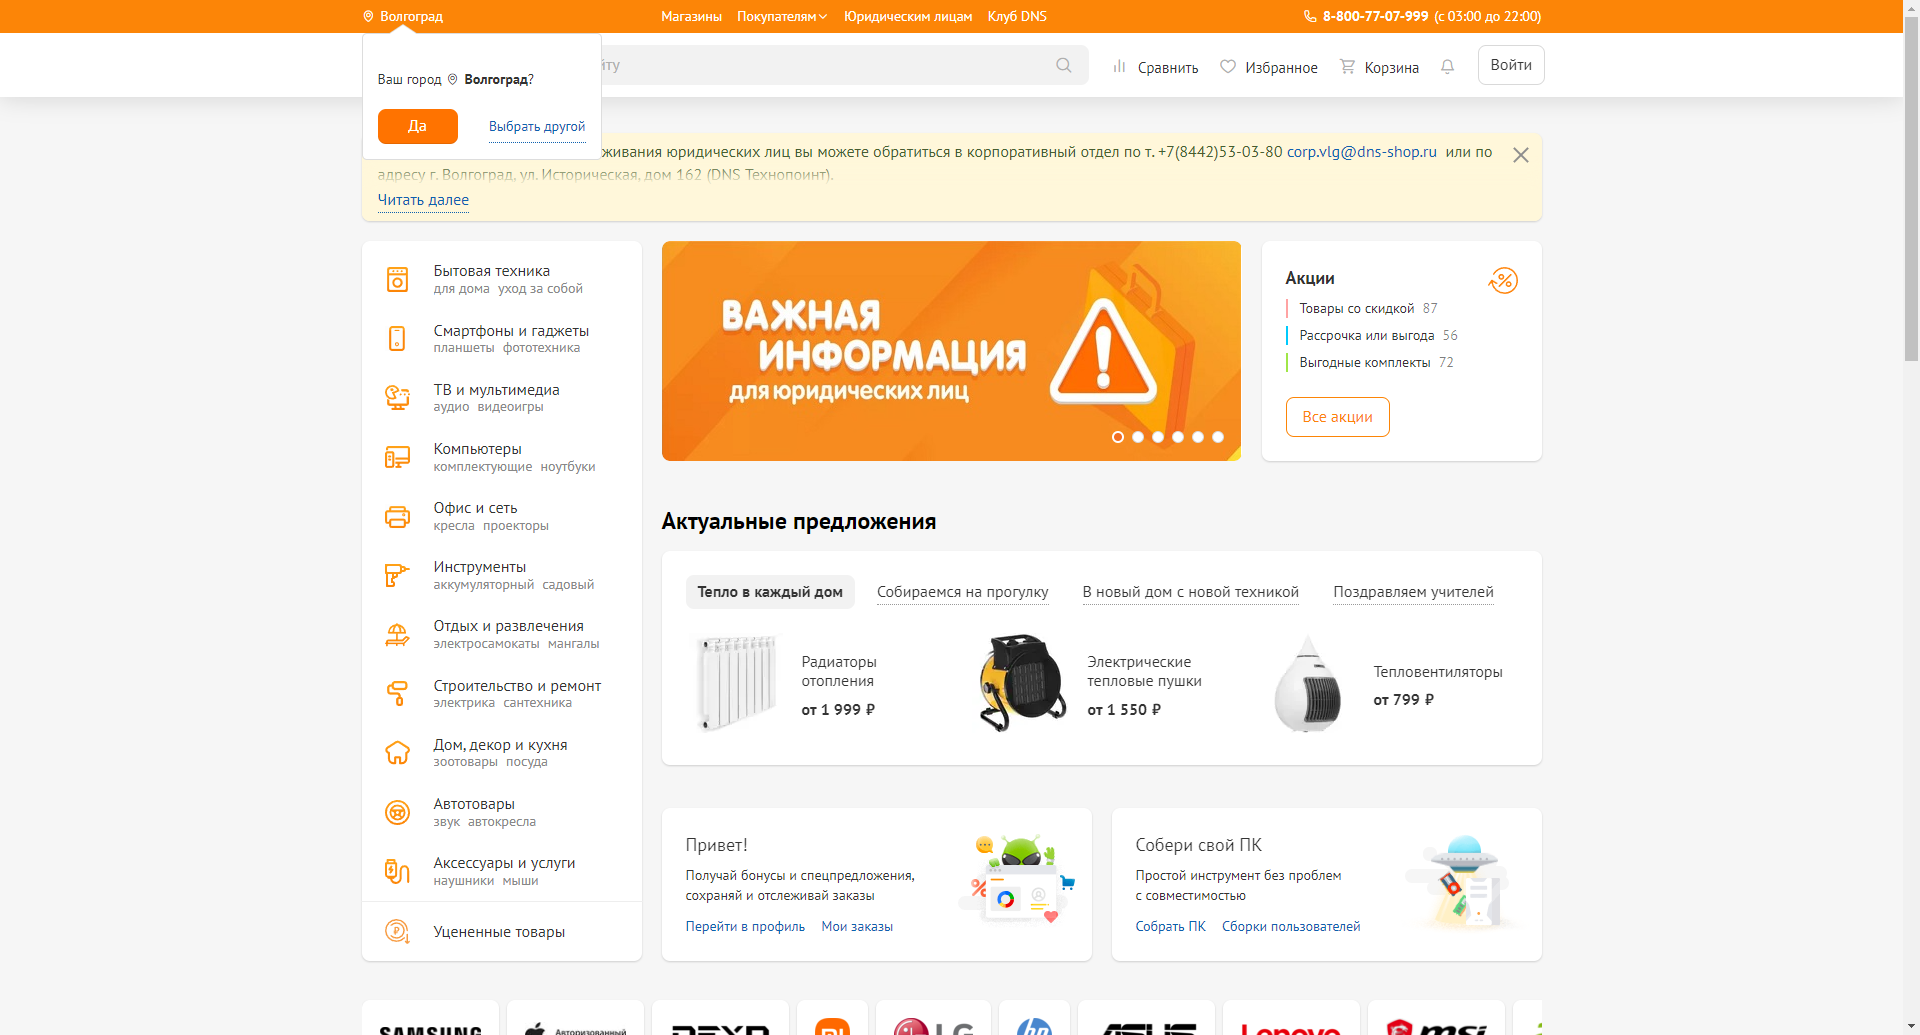 Волгоград
Магазины Покупателям Юридическим лицам Клуб DNS
8-800-77-07-999 (с 03:00 до 22:00)
Ваш город Волгоград?
Да Выбрать другой
йту
Сравнить Избранное Корзина Войти
живания юридических лиц вы можете обратиться в корпоративный отдел по т. +7(8442)53-03-80 corp.vlg@dns-shop.ru или по
адресу г. Волгоград, ул. Историческая, дом 162 (DNS Технопоинт).
Читать далее
Бытовая техника
для дома уход за собой
Смартфоны и гаджеты
планшеты фототехника
ТВ и мультимедиа
аудио видеоигры
Компьютеры
комплектующие ноутбуки
Офис и сеть
кресла проекторы
Инструменты
аккумуляторный садовый
Отдых и развлечения
электросамокаты мангалы
Строительство и ремонт
электрика сантехника
Дом, декор и кухня
зоотовары посуда
Автотовары
звук автокресла
Аксессуары и услуги
наушники мыши
Уцененные товары
ВАЖНАЯ
ИНФОРМАЦИЯ
для юридических лиц
Акции
Товары со скидкой 87
Рассрочка или выгода 56
Выгодные комплекты 72
Все акции
Актуальные предложения
Тепло в каждый дом Собираемся на прогулку В новый дом с новой техникой Поздравляем учителей
Радиаторы
отопления
от 1 999 ₽
Электрические
тепловые пушки
от 1 550 ₽
Тепловентиляторы
от 799 ₽
Привет!
Получай бонусы и спецпредложения,
сохраняй и отслеживай заказы
Перейти в профиль Мои заказы
Собери свой ПК
Простой инструмент без проблем
с совместимостью
Собрать ПК Сборки пользователей
SAMSUNG Авторизованный DEXP LG hp ASUS Lenovo msi